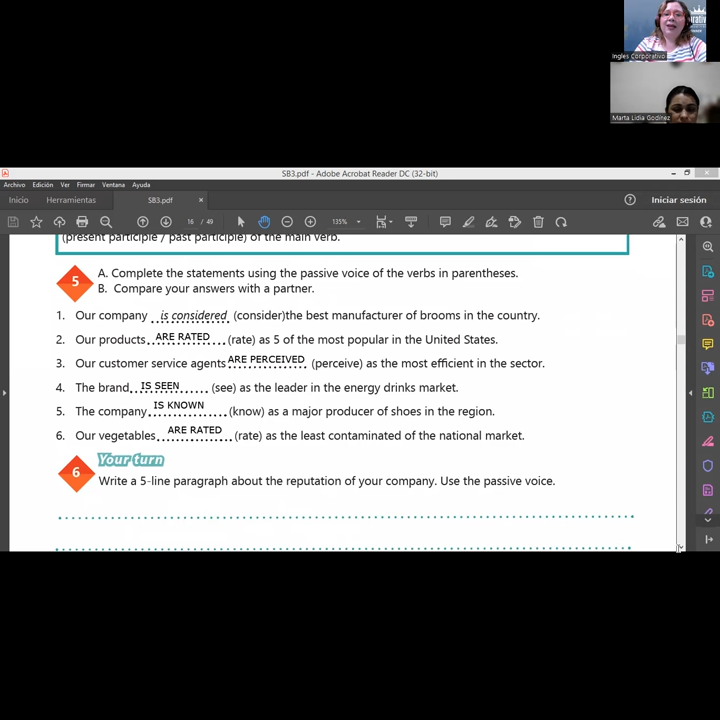 Ingles Corporativo
Marta Lidia Godinez
SB3.pdf - Adobe Acrobat Reader DC (32-bit)
Archivo Edición Ver Firmar Ventana Ayuda
Inicio Herramientas SB3.pdf × Iniciar sesión
16 / 49 135%
(present participle / past participle) of the main verb.
5 A. Complete the statements using the passive voice of the verbs in parentheses.
B. Compare your answers with a partner.
1. Our company ..is considered.. (consider)the best manufacturer of brooms in the country.
2. Our products ARE RATED (rate) as 5 of the most popular in the United States.
3. Our customer service agents ARE PERCEIVED (perceive) as the most efficient in the sector.
4. The brand IS SEEN (see) as the leader in the energy drinks market.
5. The company IS KNOWN (know) as a major producer of shoes in the region.
6. Our vegetables ARE RATED (rate) as the least contaminated of the national market.
6 Your turn
Write a 5-line paragraph about the reputation of your company. Use the passive voice.